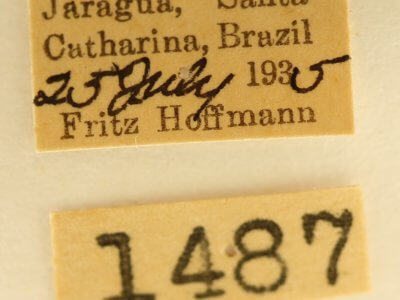 Jaragua, Santa
Catharina, Brazil
25 July 1935
Fritz Hoffmann
1487